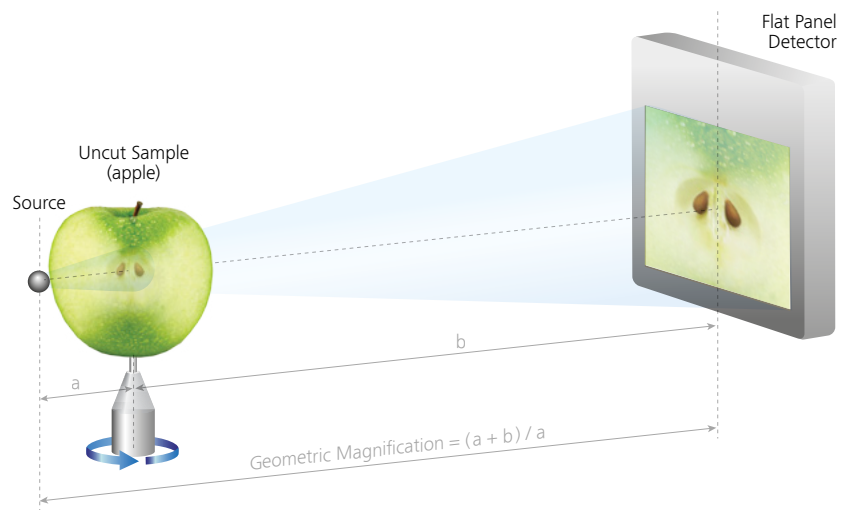 Flat Panel
Detector
Uncut Sample
(apple)
Source
b
a
Geometric Magnification = (a + b) / a